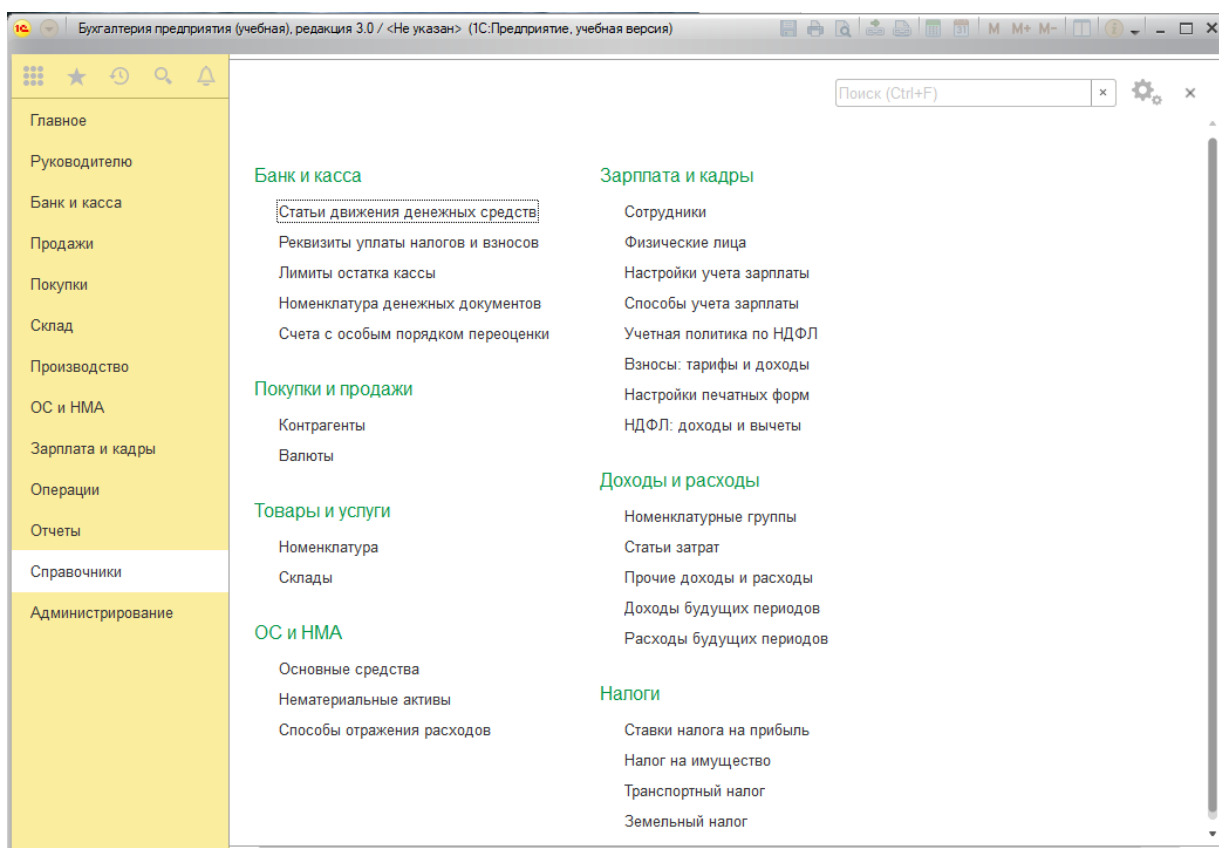 1С Бухгалтерия предприятия (учебная), редакция 3.0 / <Не указан> (1С:Предприятие, учебная версия) 31 M M+ M-
Поиск (Ctrl+F)
Главное
Руководителю
Банк и касса
Продажи
Покупки
Склад
Производство
ОС и НМА
Зарплата и кадры
Операции
Отчеты
Справочники
Администрирование
Банк и касса
Статьи движения денежных средств
Реквизиты уплаты налогов и взносов
Лимиты остатка кассы
Номенклатура денежных документов
Счета с особым порядком переоценки
Покупки и продажи
Контрагенты
Валюты
Товары и услуги
Номенклатура
Склады
ОС и НМА
Основные средства
Нематериальные активы
Способы отражения расходов
Зарплата и кадры
Сотрудники
Физические лица
Настройки учета зарплаты
Способы учета зарплаты
Учетная политика по НДФЛ
Взносы: тарифы и доходы
Настройки печатных форм
НДФЛ: доходы и вычеты
Доходы и расходы
Номенклатурные группы
Статьи затрат
Прочие доходы и расходы
Доходы будущих периодов
Расходы будущих периодов
Налоги
Ставки налога на прибыль
Налог на имущество
Транспортный налог
Земельный налог